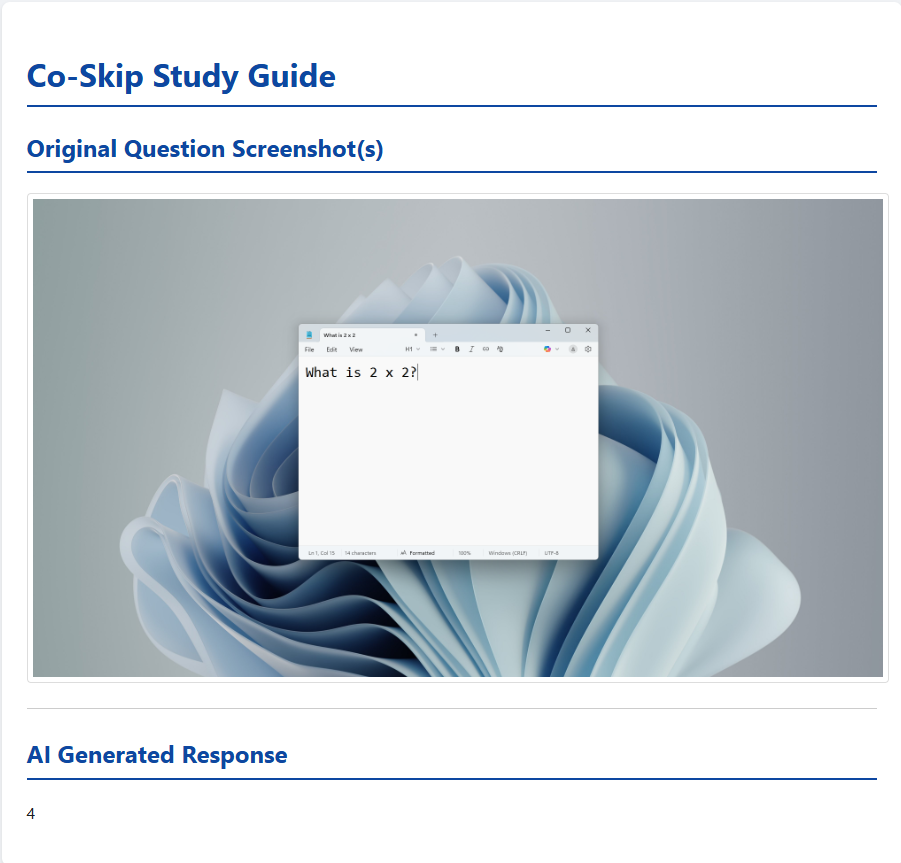 Co-Skip Study Guide
Original Question Screenshot(s)
What is 2 x 2
File Edit View H1 B I
What is 2 x 2?
Ln 1, Col 15 14 characters Formatted 100% Windows (CRLF) UTF-8
AI Generated Response
4